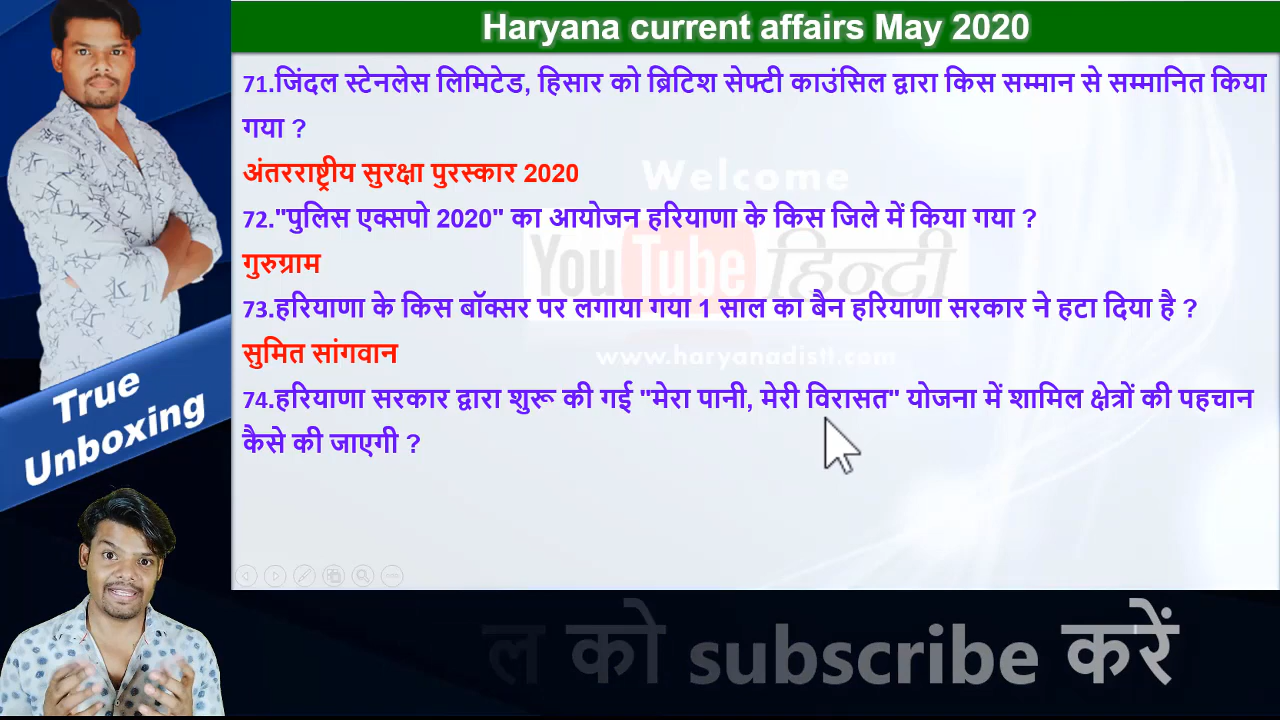 Haryana current affairs May 2020
71.जिंदल स्टेनलेस लिमिटेड, हिसार को ब्रिटिश सेफ्टी काउंसिल द्वारा किस सम्मान से सम्मानित किया
गया ?
अंतरराष्ट्रीय सुरक्षा पुरस्कार 2020
Welcome
72."पुलिस एक्सपो 2020" का आयोजन हरियाणा के किस जिले में किया गया ?
YouTube हिन्दी
गुरुग्राम
73.हरियाणा के किस बॉक्सर पर लगाया गया 1 साल का बैन हरियाणा सरकार ने हटा दिया है ?
सुमित सांगवान
74.हरियाणा सरकार द्वारा शुरू की गई "मेरा पानी, मेरी विरासत" योजना में शामिल क्षेत्रों की पहचान
कैसे की जाएगी ?
True
Unboxing
ल को subscribe करें